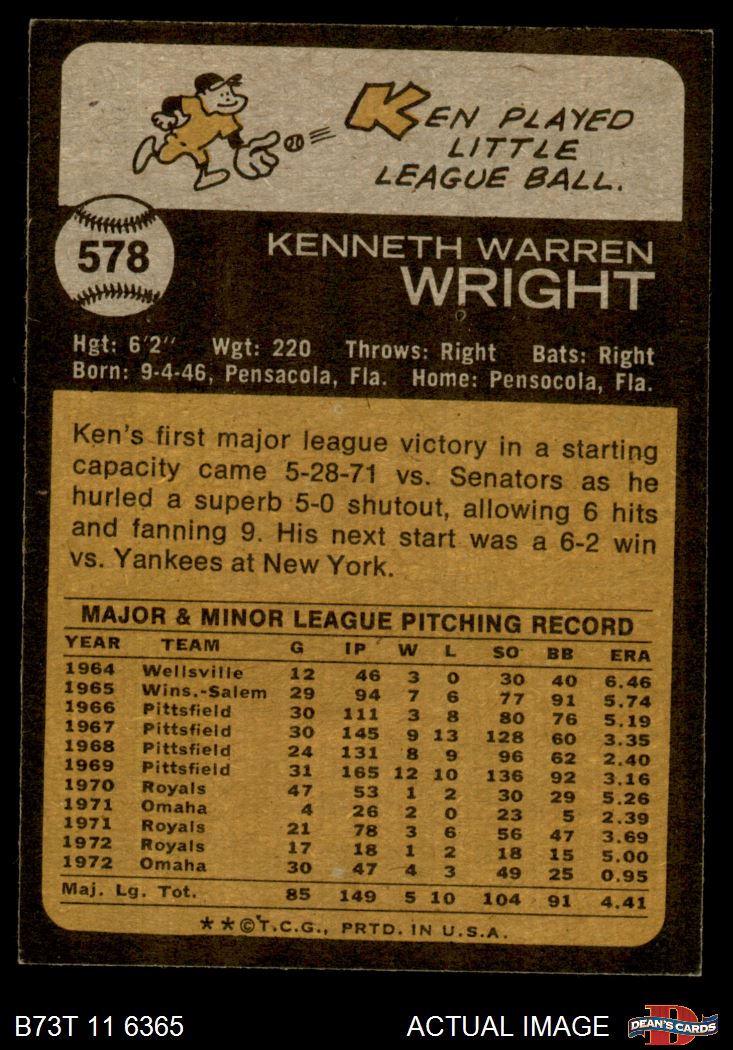 KEN PLAYED
LITTLE
LEAGUE BALL.
578
KENNETH WARREN
WRIGHT
Hgt: 6'2" Wgt: 220 Throws: Right Bats: Right
Born: 9-4-46, Pensacola, Fla. Home: Pensocola, Fla.
Ken's first major league victory in a starting
capacity came 5-28-71 vs. Senators as he
hurled a superb 5-0 shutout, allowing 6 hits
and fanning 9. His next start was a 6-2 win
vs. Yankees at New York.
MAJOR & MINOR LEAGUE PITCHING RECORD
YEAR TEAM G IP W L SO BB ERA
1964 Wellsville 12 46 3 0 30 40 6.46
1965 Wins.-Salem 29 94 7 6 77 91 5.74
1966 Pittsfield 30 111 3 8 80 76 5.19
1967 Pittsfield 30 145 9 13 128 60 3.35
1968 Pittsfield 24 131 8 9 96 62 2.40
1969 Pittsfield 31 165 12 10 136 92 3.16
1970 Royals 47 53 1 2 30 29 5.26
1971 Omaha 4 26 2 0 23 5 2.39
1971 Royals 21 78 3 6 56 47 3.69
1972 Royals 17 18 1 2 18 15 5.00
1972 Omaha 30 47 4 3 49 25 0.95
Maj. Lg. Tot. 85 149 5 10 104 91 4.41
**©T.C.G., PRTD. IN U.S.A.
B73T 11 6365 ACTUAL IMAGE DEAN'S CARDS